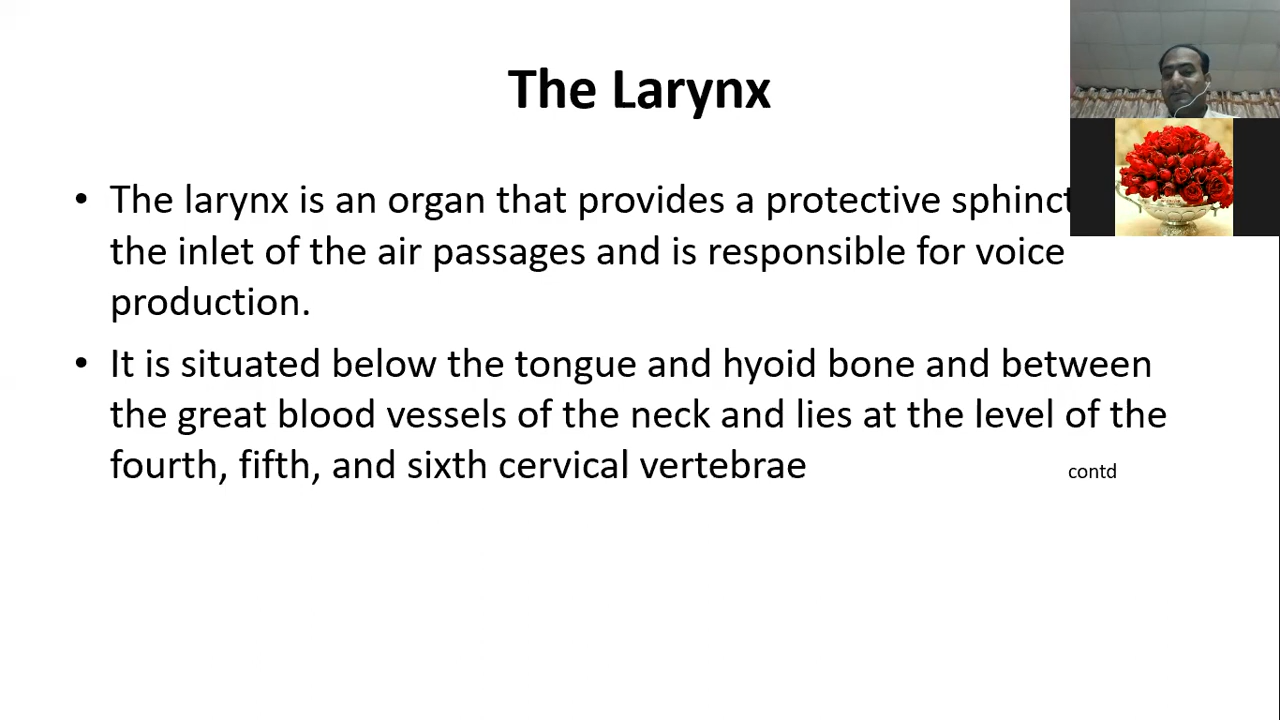 The Larynx
• The larynx is an organ that provides a protective
the inlet of the air passages and is responsible for voice
production.
• It is situated below the tongue and hyoid bone and between
the great blood vessels of the neck and lies at the level of the
fourth, fifth, and sixth cervical vertebrae
contd